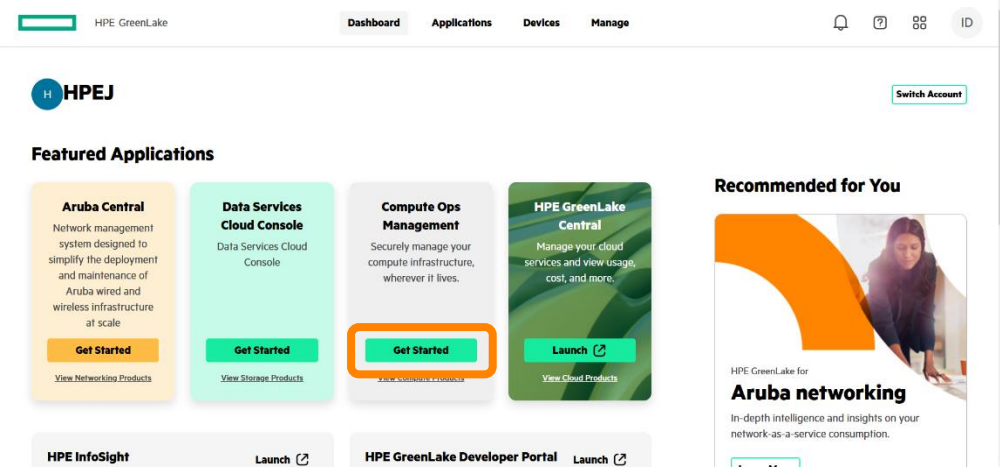 HPE GreenLake
Dashboard
Applications
Devices
Manage
ID
H
HPEJ
Switch Account
Featured Applications
Aruba Central
Network management
system designed to
simplify the deployment
and maintenance of
Aruba wired and
wireless infrastructure
at scale
Get Started
View Networking Products
Data Services
Cloud Console
Data Services Cloud
Console
Get Started
View Storage Products
Compute Ops
Management
Securely manage your
compute infrastructure,
wherever it lives.
Get Started
View Compute Products
HPE GreenLake
Central
Manage your cloud
services and view usage,
cost, and more.
Launch
View Cloud Products
Recommended for You
HPE GreenLake for
Aruba networking
In-depth intelligence and insights on your
network-as-a-service consumption.
HPE InfoSight
Launch
HPE GreenLake Developer Portal
Launch